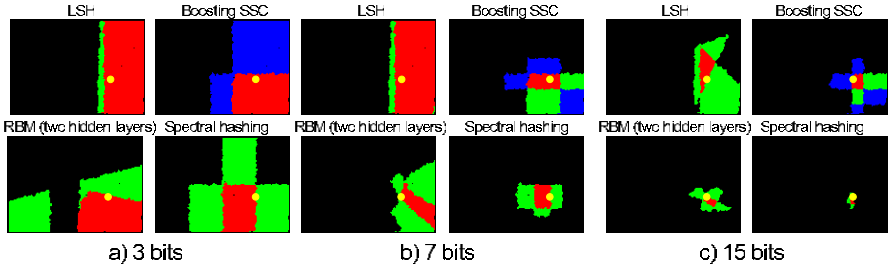 LSH Boosting SSC LSH Boosting SSC LSH Boosting SSC
RBM (two hidden layers) Spectral hashing RBM (two hidden layers) Spectral hashing RBM (two hidden layers) Spectral hashing
a) 3 bits b) 7 bits c) 15 bits